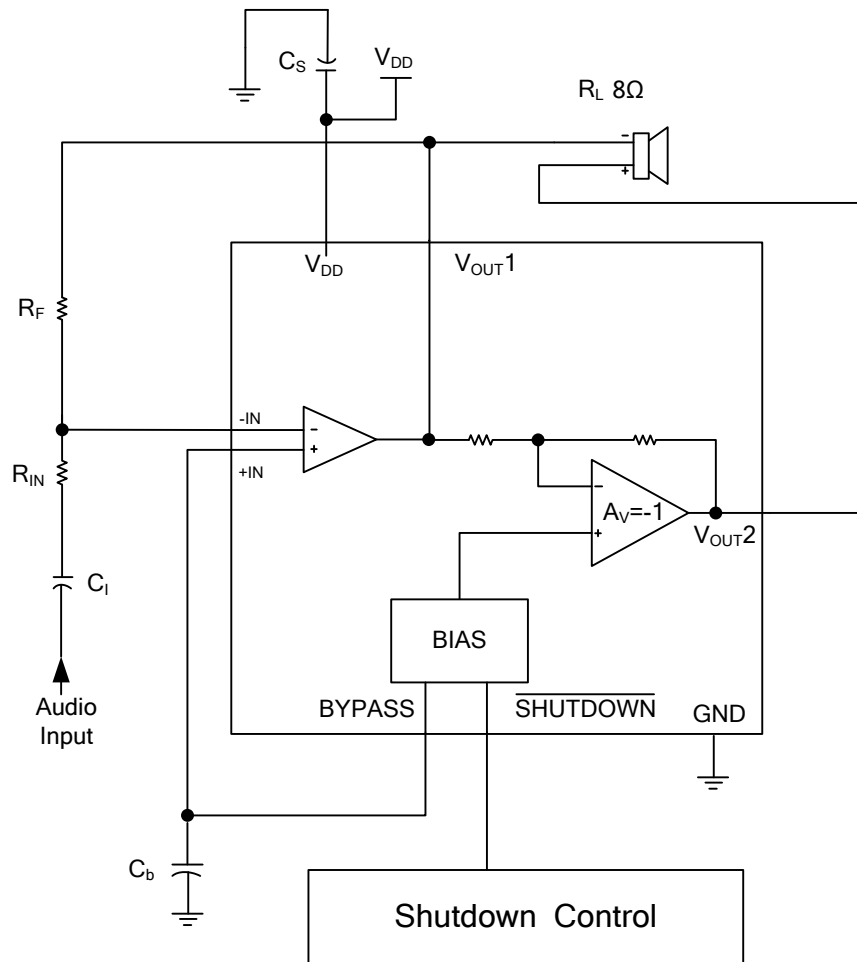 C_S
V_DD
R_L 8Ω
-
+
V_DD
V_OUT1
R_F
-IN
-
+
+IN
R_IN
-
A_V=-1
+
V_OUT2
C_I
BIAS
Audio
Input
BYPASS
SHUTDOWN
GND
C_b
Shutdown Control